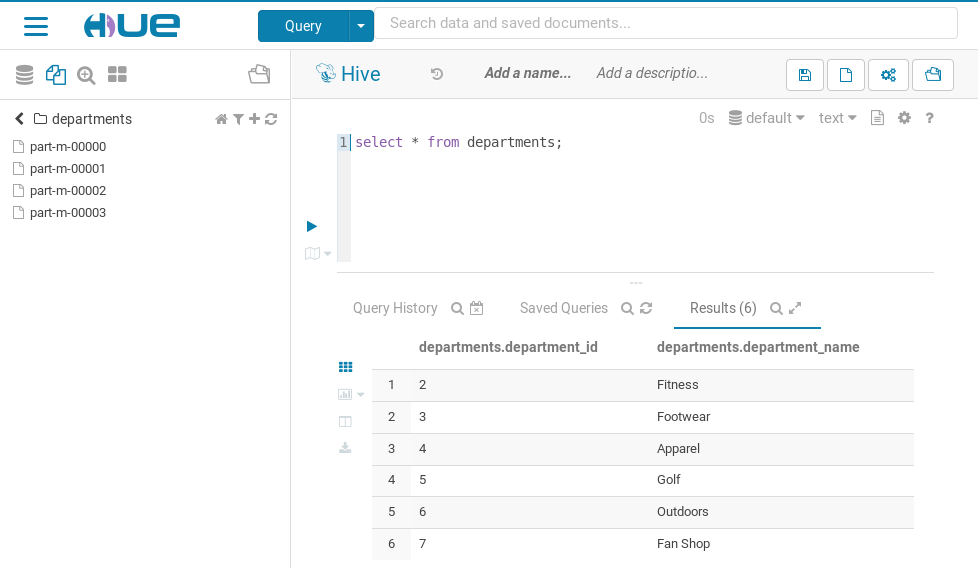 HUE
Query
Search data and saved documents...
Hive
Add a name...
Add a descriptio...
departments
0s
default
text
?
part-m-00000
part-m-00001
part-m-00002
part-m-00003
1 select * from departments;
Query History
Saved Queries
Results (6)
departments.department_id departments.department_name
1 2 Fitness
2 3 Footwear
3 4 Apparel
4 5 Golf
5 6 Outdoors
6 7 Fan Shop